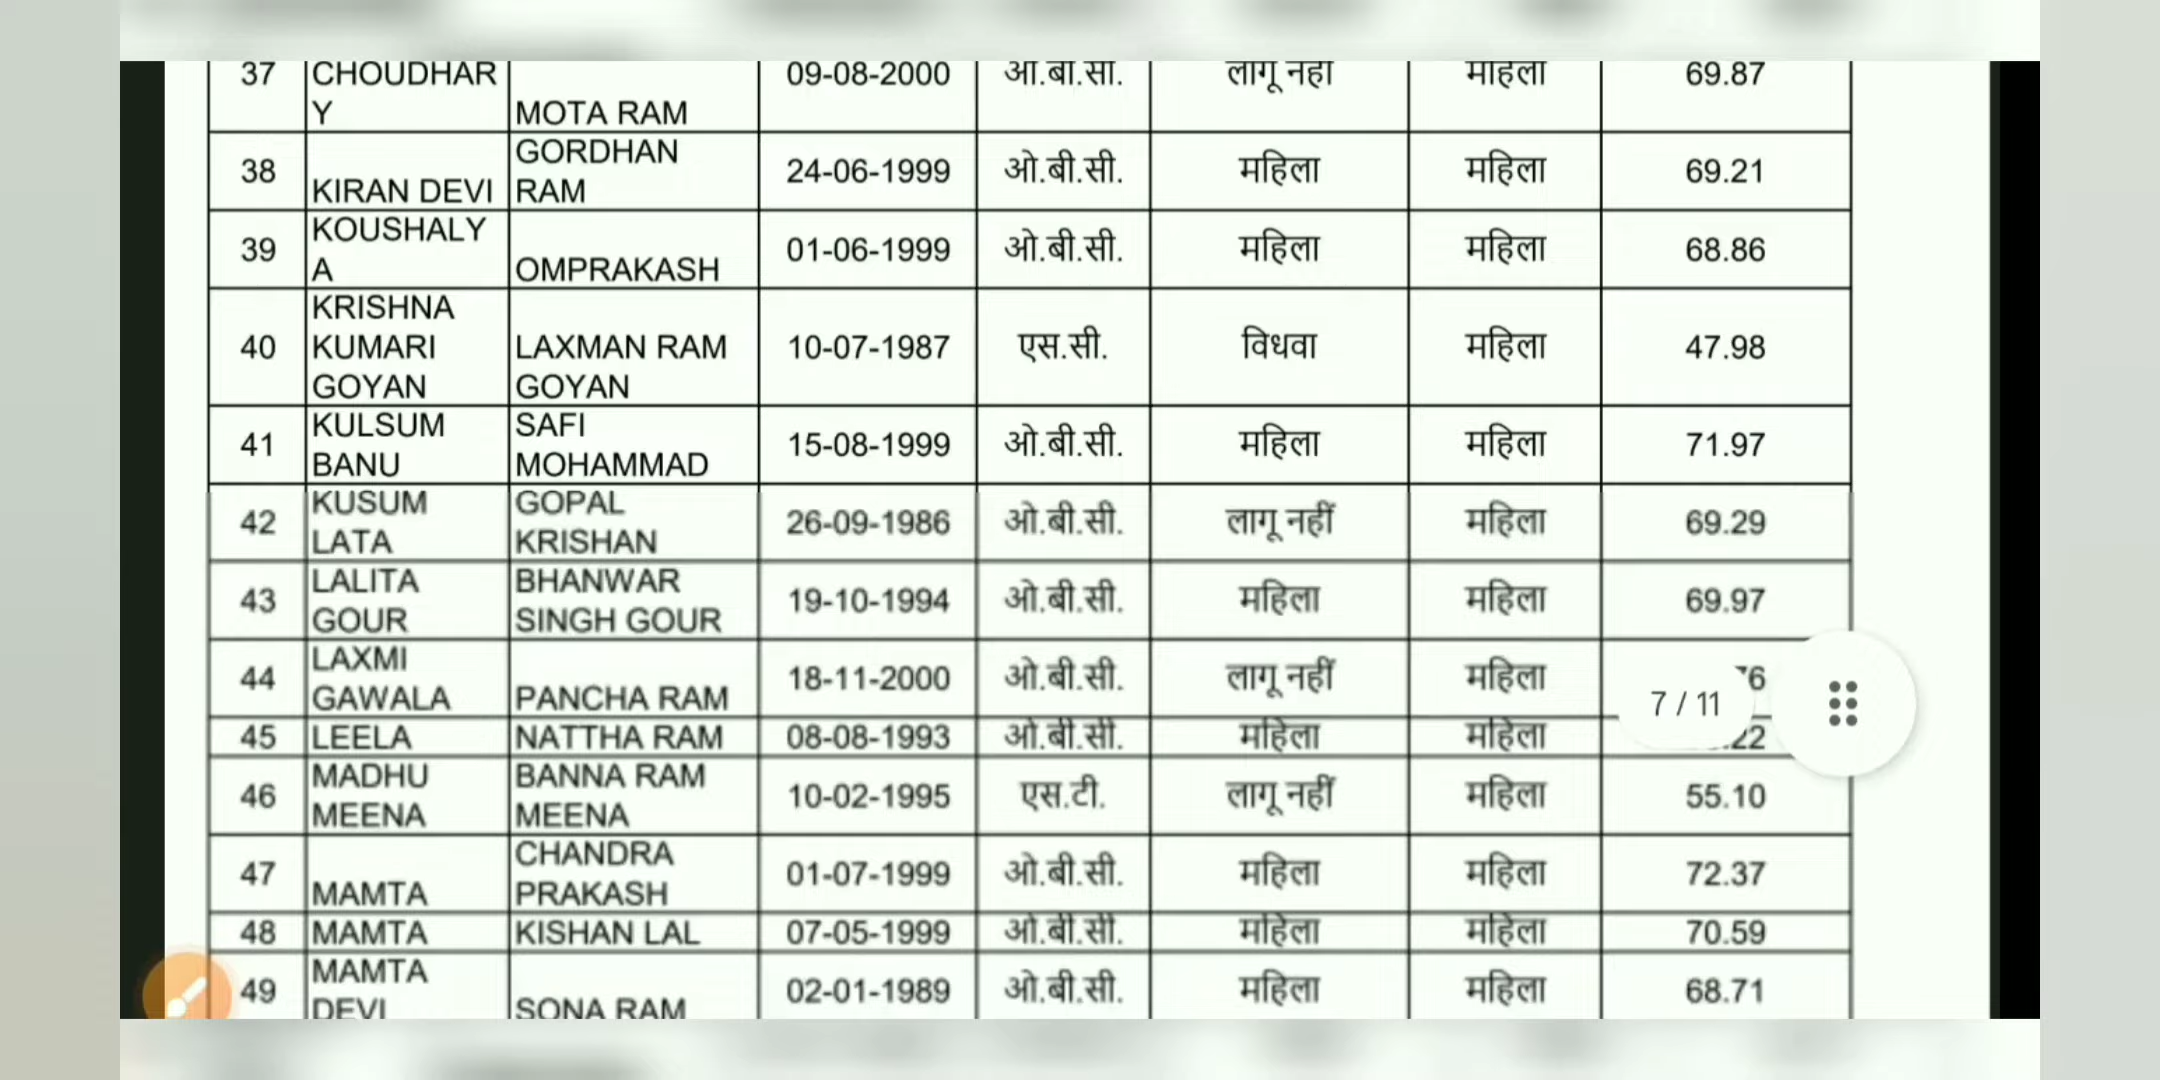 37 CHOUDHAR Y MOTA RAM 09-08-2000 ओ.बी.सी. लागू नहीं महिला 69.87
38 KIRAN DEVI GORDHAN RAM 24-06-1999 ओ.बी.सी. महिला महिला 69.21
39 KOUSHALY A OMPRAKASH 01-06-1999 ओ.बी.सी. महिला महिला 68.86
40 KRISHNA KUMARI GOYAN LAXMAN RAM GOYAN 10-07-1987 एस.सी. विधवा महिला 47.98
41 KULSUM BANU SAFI MOHAMMAD 15-08-1999 ओ.बी.सी. महिला महिला 71.97
42 KUSUM LATA GOPAL KRISHAN 26-09-1986 ओ.बी.सी. लागू नहीं महिला 69.29
43 LALITA GOUR BHANWAR SINGH GOUR 19-10-1994 ओ.बी.सी. महिला महिला 69.97
44 LAXMI GAWALA PANCHA RAM 18-11-2000 ओ.बी.सी. लागू नहीं महिला
7 / 11
45 LEELA NATTHA RAM 08-08-1993 ओ.बी.सी. महिला महिला
46 MADHU MEENA BANNA RAM MEENA 10-02-1995 एस.टी. लागू नहीं महिला 55.10
47 MAMTA CHANDRA PRAKASH 01-07-1999 ओ.बी.सी. महिला महिला 72.37
48 MAMTA KISHAN LAL 07-05-1999 ओ.बी.सी. महिला महिला 70.59
49 MAMTA DEVI SONA RAM 02-01-1989 ओ.बी.सी. महिला महिला 68.71